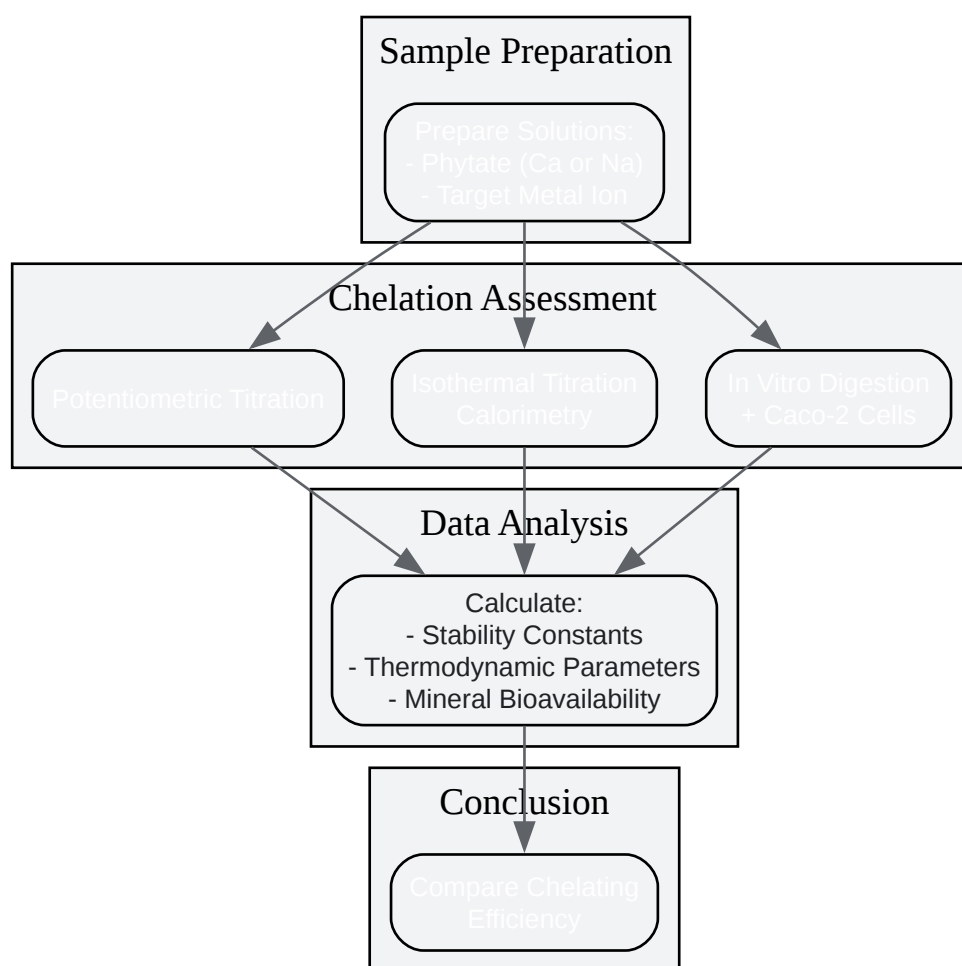 Sample Preparation
Prepare Solutions:
- Phytate (Ca or Na)
- Target Metal Ion
Chelation Assessment
Potentiometric Titration
Isothermal Titration
Calorimetry
In Vitro Digestion
+ Caco-2 Cells
Data Analysis
Calculate:
- Stability Constants
- Thermodynamic Parameters
- Mineral Bioavailability
Conclusion
Compare Chelating
Efficiency